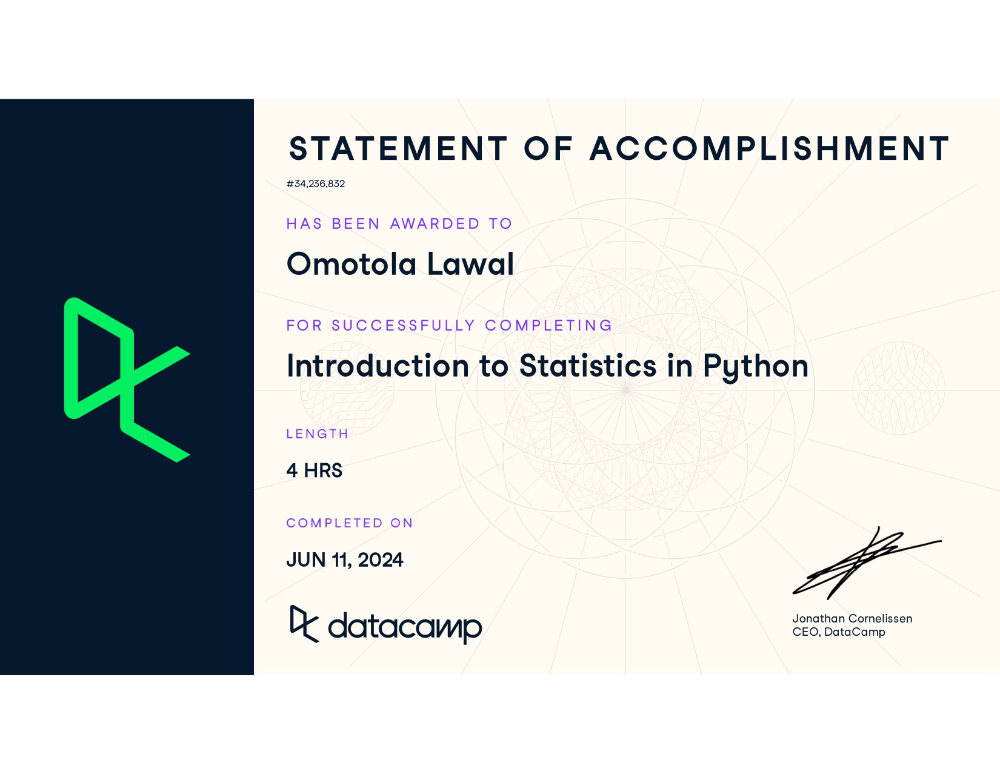 STATEMENT OF ACCOMPLISHMENT
#34,236,832
HAS BEEN AWARDED TO
Omotola Lawal
FOR SUCCESSFULLY COMPLETING
Introduction to Statistics in Python
LENGTH
4 HRS
COMPLETED ON
JUN 11, 2024
datacamp
Jonathan Cornelissen
CEO, DataCamp